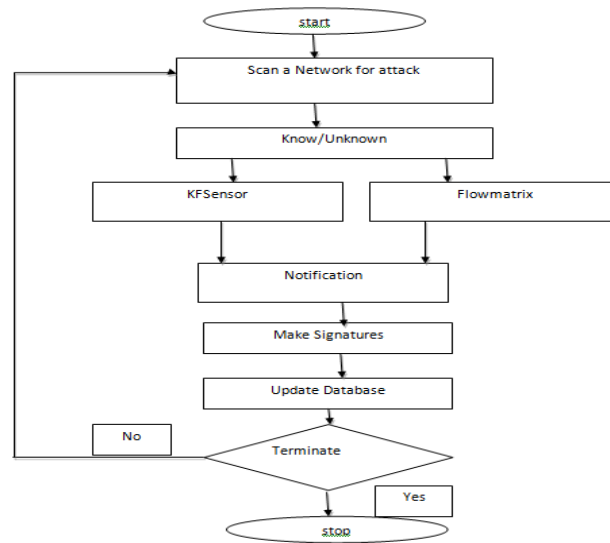 start
Scan a Network for attack
Know/Unknown
KFSensor
Flowmatrix
Notification
Make Signatures
Update Database
No
Terminate
Yes
stop